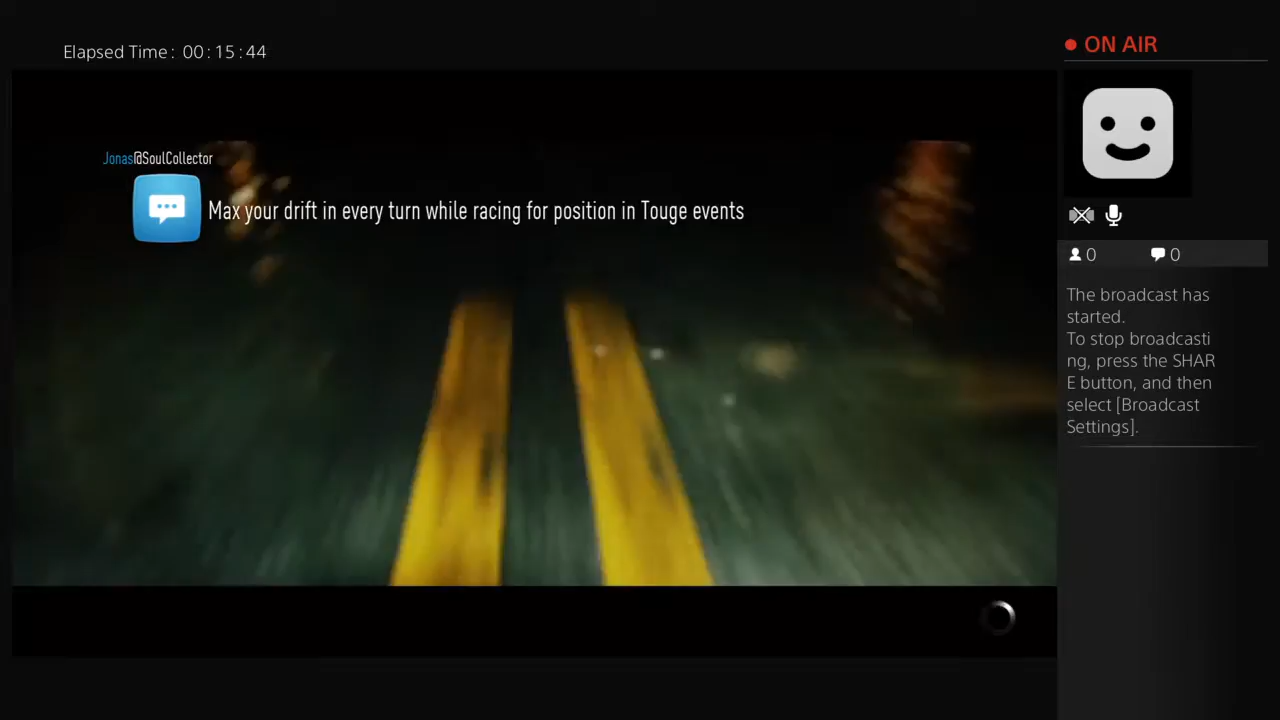 Elapsed Time: 00:15:44
ON AIR
Jonas@SoulCollector
Max your drift in every turn while racing for position in Touge events
0 0
The broadcast has
started.
To stop broadcasti
ng, press the SHAR
E button, and then
select [Broadcast
Settings].